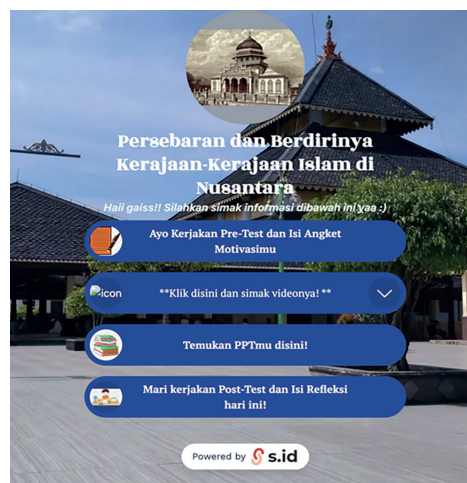 Persebaran dan Berdirinya
Kerajaan-Kerajaan Islam di
Nusantara
Haii gaiss!! Silahkan simak informasi dibawah ini yaa :)
Ayo Kerjakan Pre-Test dan Isi Angket
Motivasimu
icon
**Klik disini dan simak videonya! **
Temukan PPTmu disini!
Mari kerjakan Post-Test dan Isi Refleksi
hari ini!
Powered by s.id